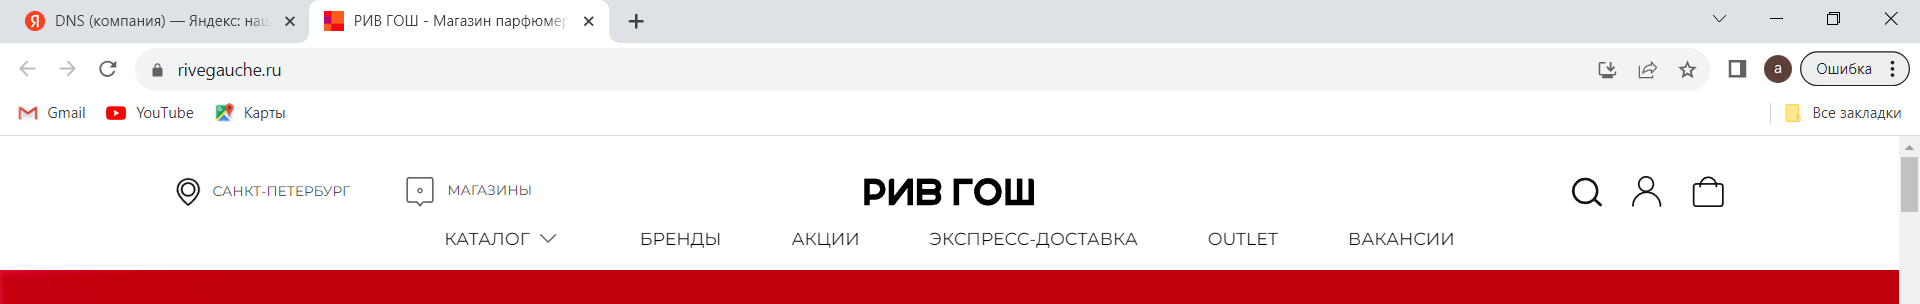 DNS (компания) — Яндекс: наш
РИВ ГОШ - Магазин парфюмер
rivegauche.ru
a
Ошибка
Gmail YouTube Карты Все закладки
САНКТ-ПЕТЕРБУРГ МАГАЗИНЫ РИВ ГОШ
КАТАЛОГ БРЕНДЫ АКЦИИ ЭКСПРЕСС-ДОСТАВКА OUTLET ВАКАНСИИ